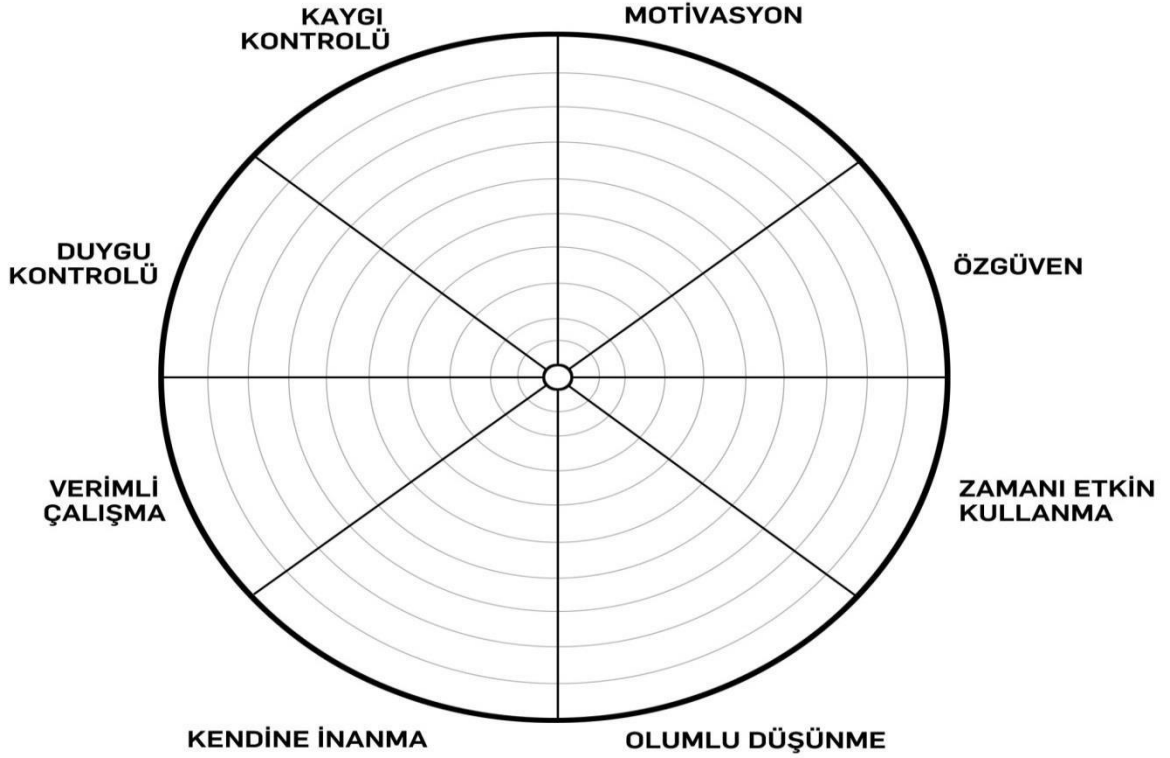 KAYGI
KONTROLÜ
MOTİVASYON
DUYGU
KONTROLÜ
ÖZGÜVEN
VERİMLİ
ÇALIŞMA
ZAMANI ETKİN
KULLANMA
KENDİNE İNANMA
OLUMLU DÜŞÜNME